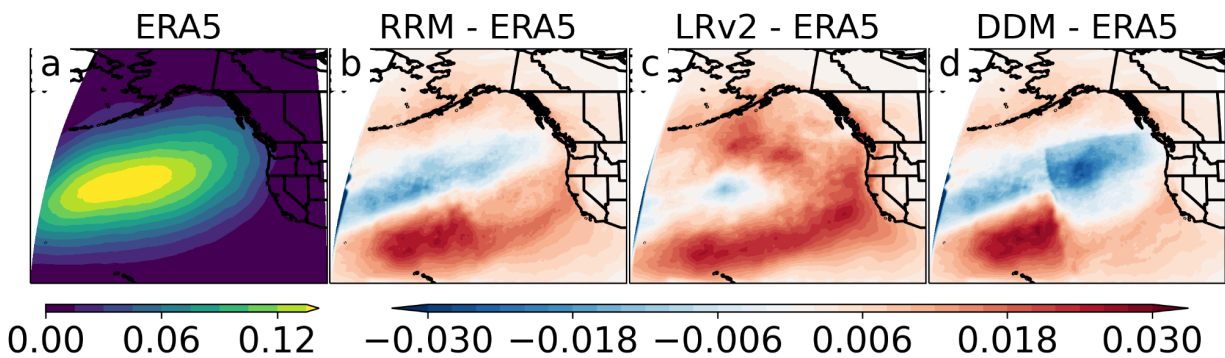 ERA5 RRM - ERA5 LRv2 - ERA5 DDM - ERA5
a b c d
0.00 0.06 0.12 −0.030 −0.018 −0.006 0.006 0.018 0.030